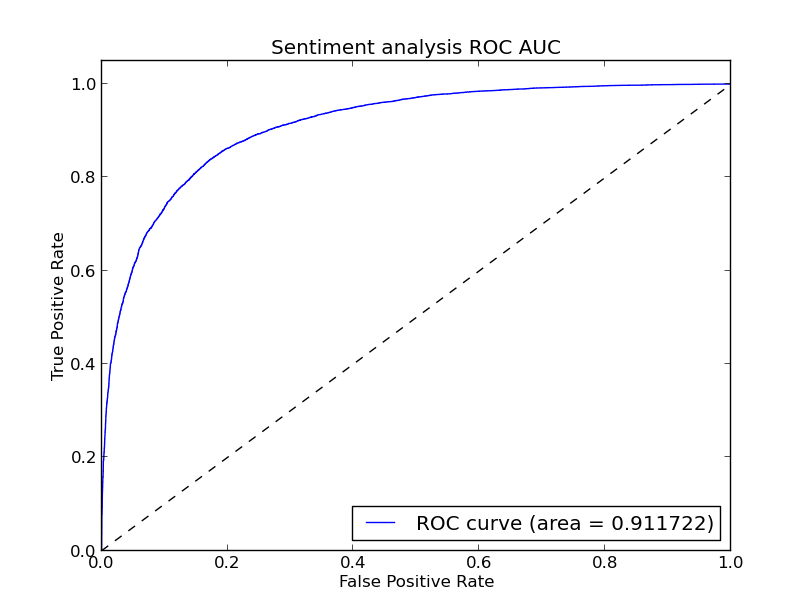 Sentiment analysis ROC AUC
1.0
0.8
0.6
0.4
0.2
0.0
True Positive Rate
ROC curve (area = 0.911722)
0.0 0.2 0.4 0.6 0.8 1.0
False Positive Rate